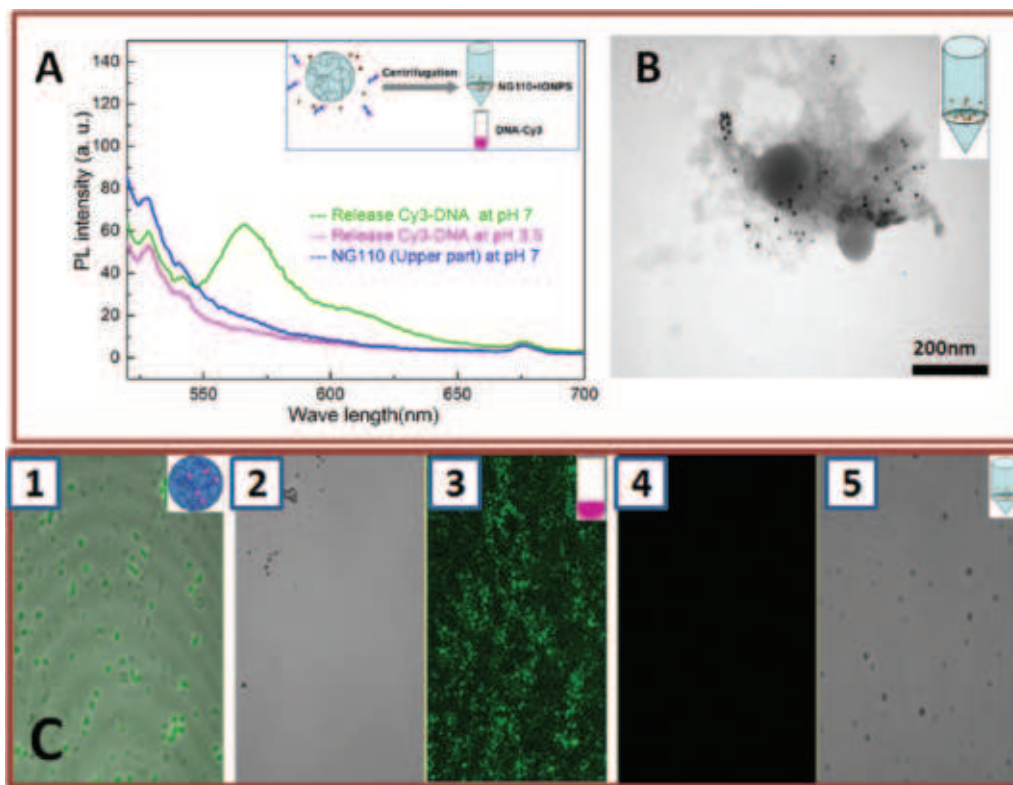 A
PL intensity (a. u.)
140
120
100
80
60
40
20
0
550
600
650
700
Wave length(nm)
Centrifugation
NG110+IONPS
DNA-Cy3
Release Cy3-DNA at pH 7
Release Cy3-DNA at pH 3.5
NG110 (Upper part) at pH 7
B
200nm
1
2
3
4
5
C